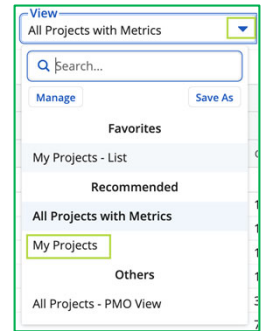 View
All Projects with Metrics
Search...
Manage Save As
Favorites
My Projects - List
Recommended
All Projects with Metrics
My Projects
Others
All Projects - PMO View